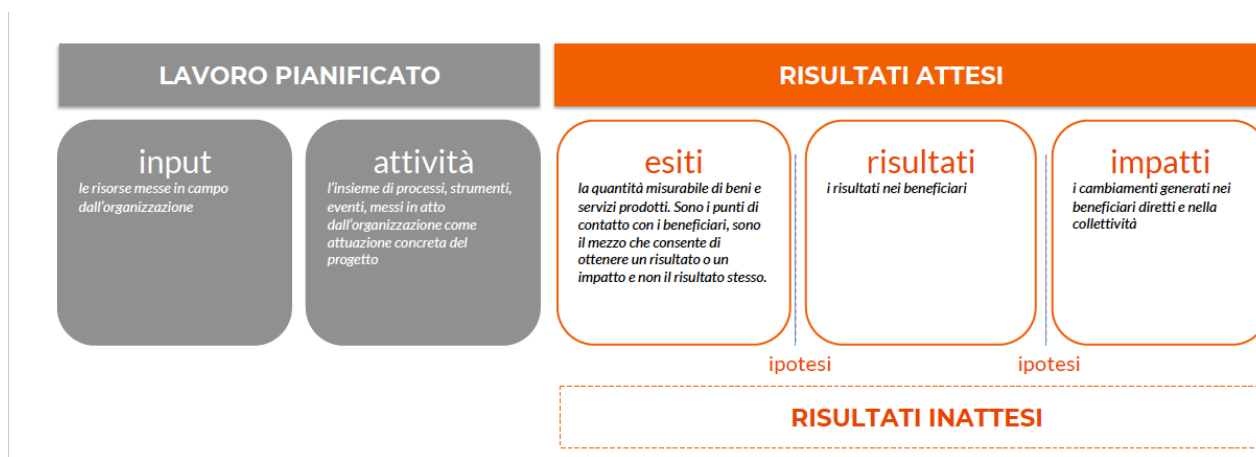 LAVORO PIANIFICATO
RISULTATI ATTESI
input
le risorse messe in campo
dall'organizzazione
attività
l'insieme di processi, strumenti,
eventi, messi in atto
dall'organizzazione come
attuazione concreta del
progetto
esiti
la quantità misurabile di beni e
servizi prodotti. Sono i punti di
contatto con i beneficiari, sono
il mezzo che consente di
ottenere un risultato o un
impatto e non il risultato stesso.
risultati
i risultati nei beneficiari
impatti
i cambiamenti generati nei
beneficiari diretti e nella
collettività
ipotesi
ipotesi
RISULTATI INATTESI